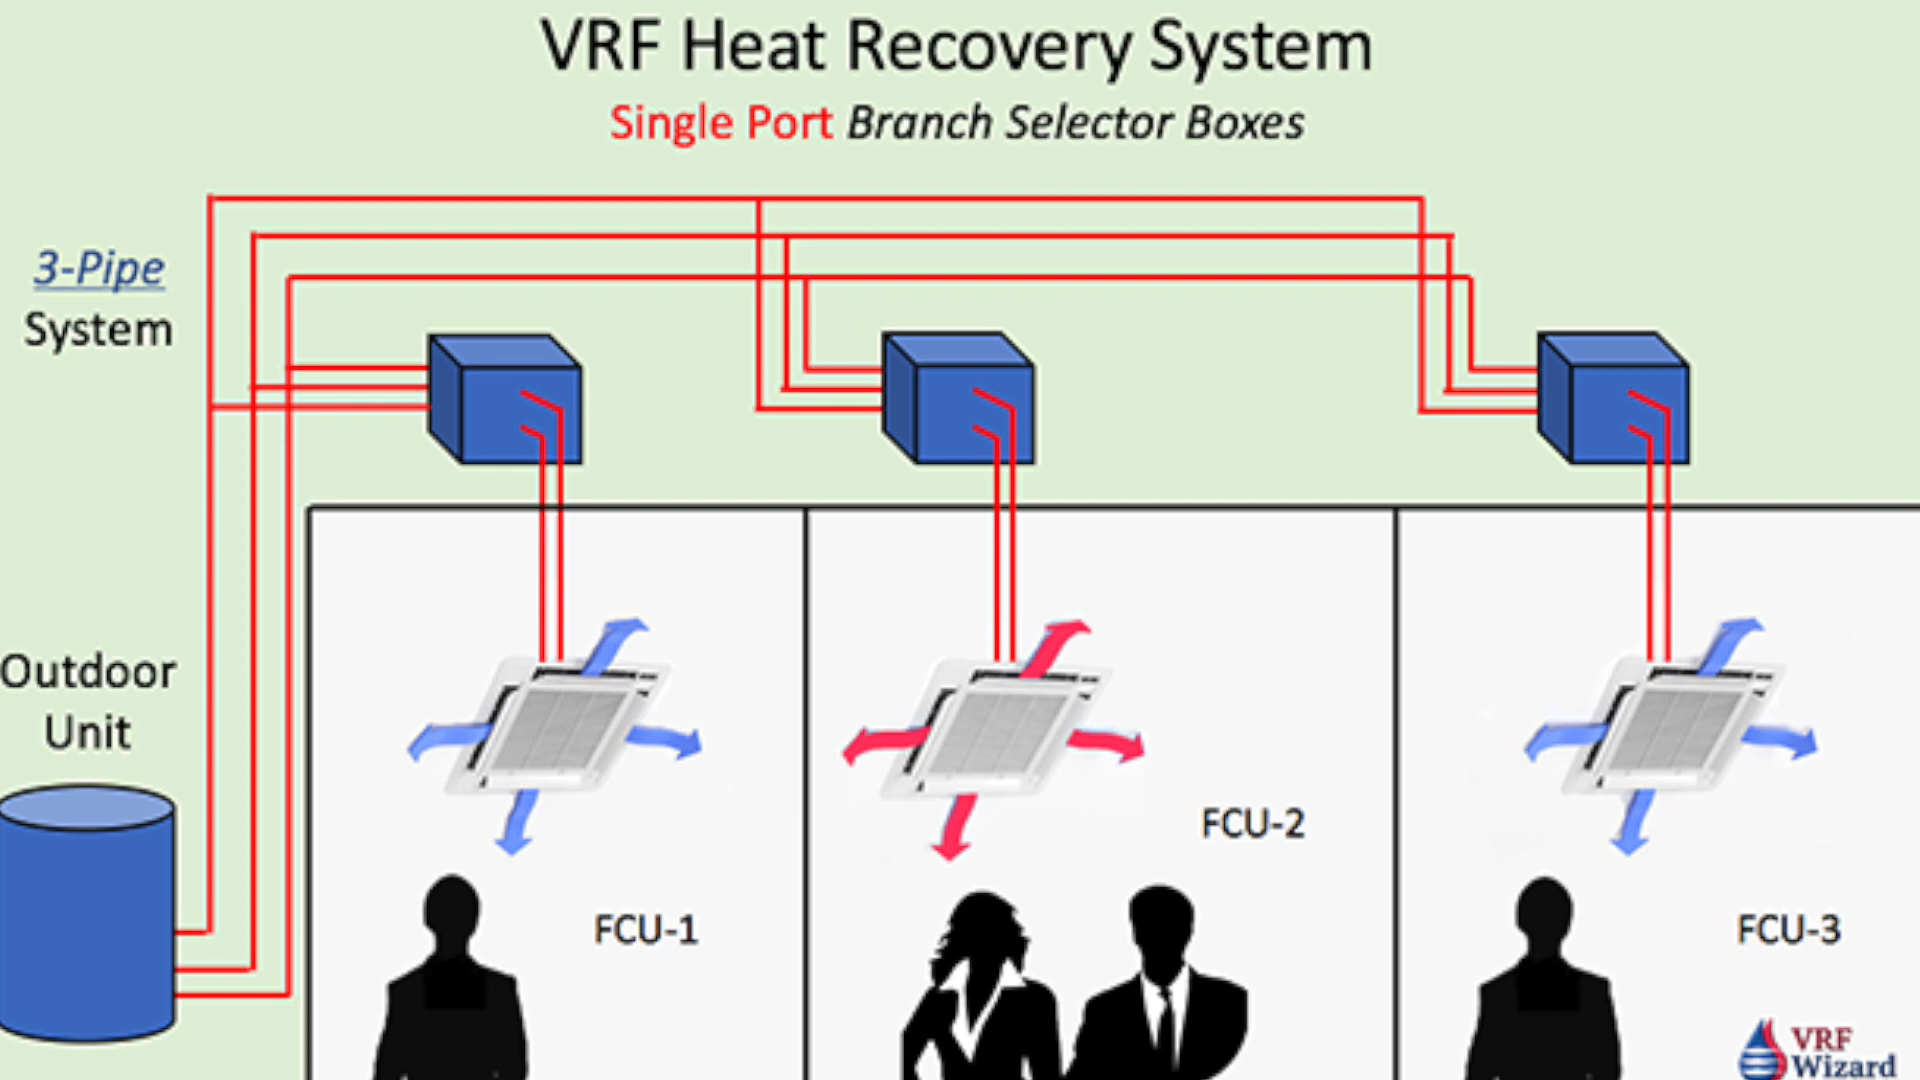 VRF Heat Recovery System
Single Port Branch Selector Boxes
3-Pipe
System
Outdoor
Unit
FCU-1
FCU-2
FCU-3
VRF
Wizard